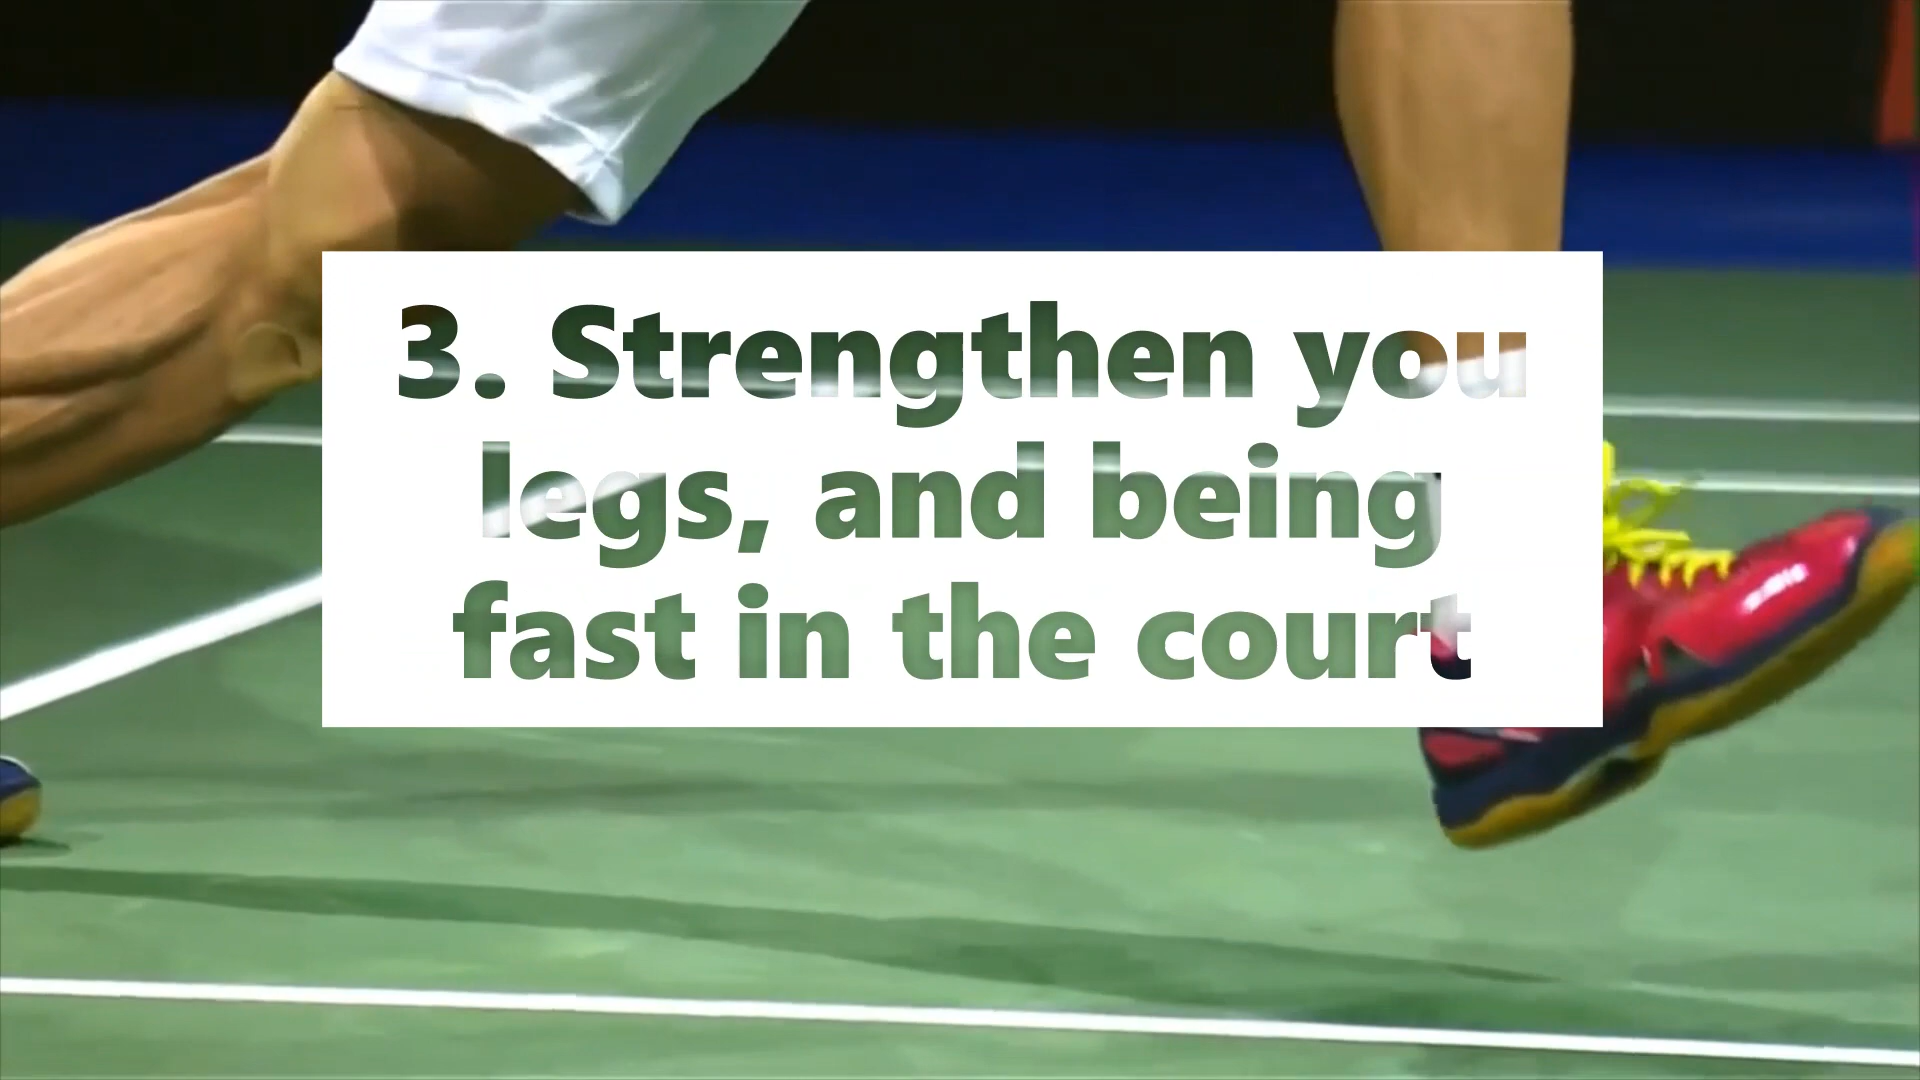 3. Strengthen you
legs, and being
fast in the court